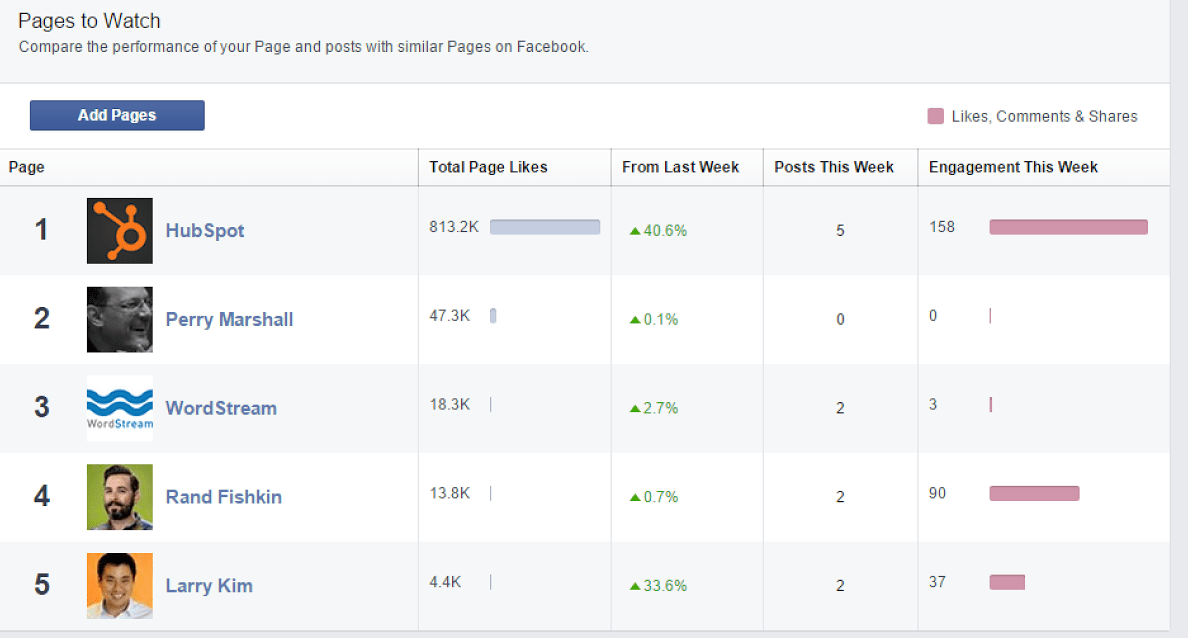 Pages to Watch
Compare the performance of your Page and posts with similar Pages on Facebook.
Add Pages
Likes, Comments & Shares
Page Total Page Likes From Last Week Posts This Week Engagement This Week
1 HubSpot 813.2K 40.6% 5 158
2 Perry Marshall 47.3K 0.1% 0 0
3 WordStream WordStream 18.3K 2.7% 2 3
4 Rand Fishkin 13.8K 0.7% 2 90
5 Larry Kim 4.4K 33.6% 2 37